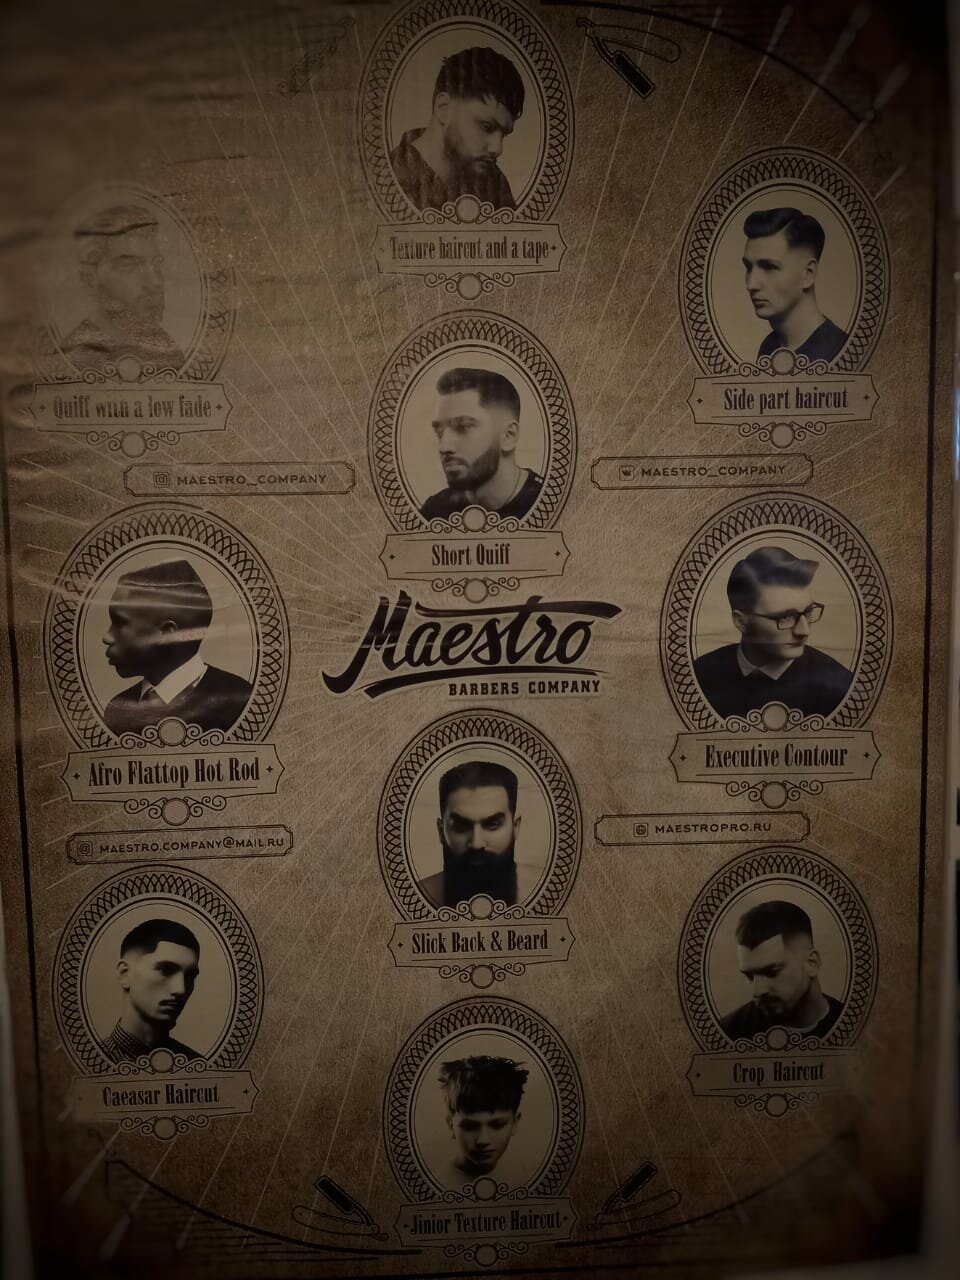 Texture haircut and a tape
Quiff with a low fade
Side part haircut
MAESTRO_COMPANY
Short Quiff
MAESTRO_COMPANY
Maestro
BARBERS COMPANY
Afro Flattop Hot Rod
Executive Contour
MAESTRO.COMPANY@MAIL.RU
MAESTROPRO.RU
Slick Back & Beard
Caeasar Haircut
Crop Haircut
Jinior Texture Haircut